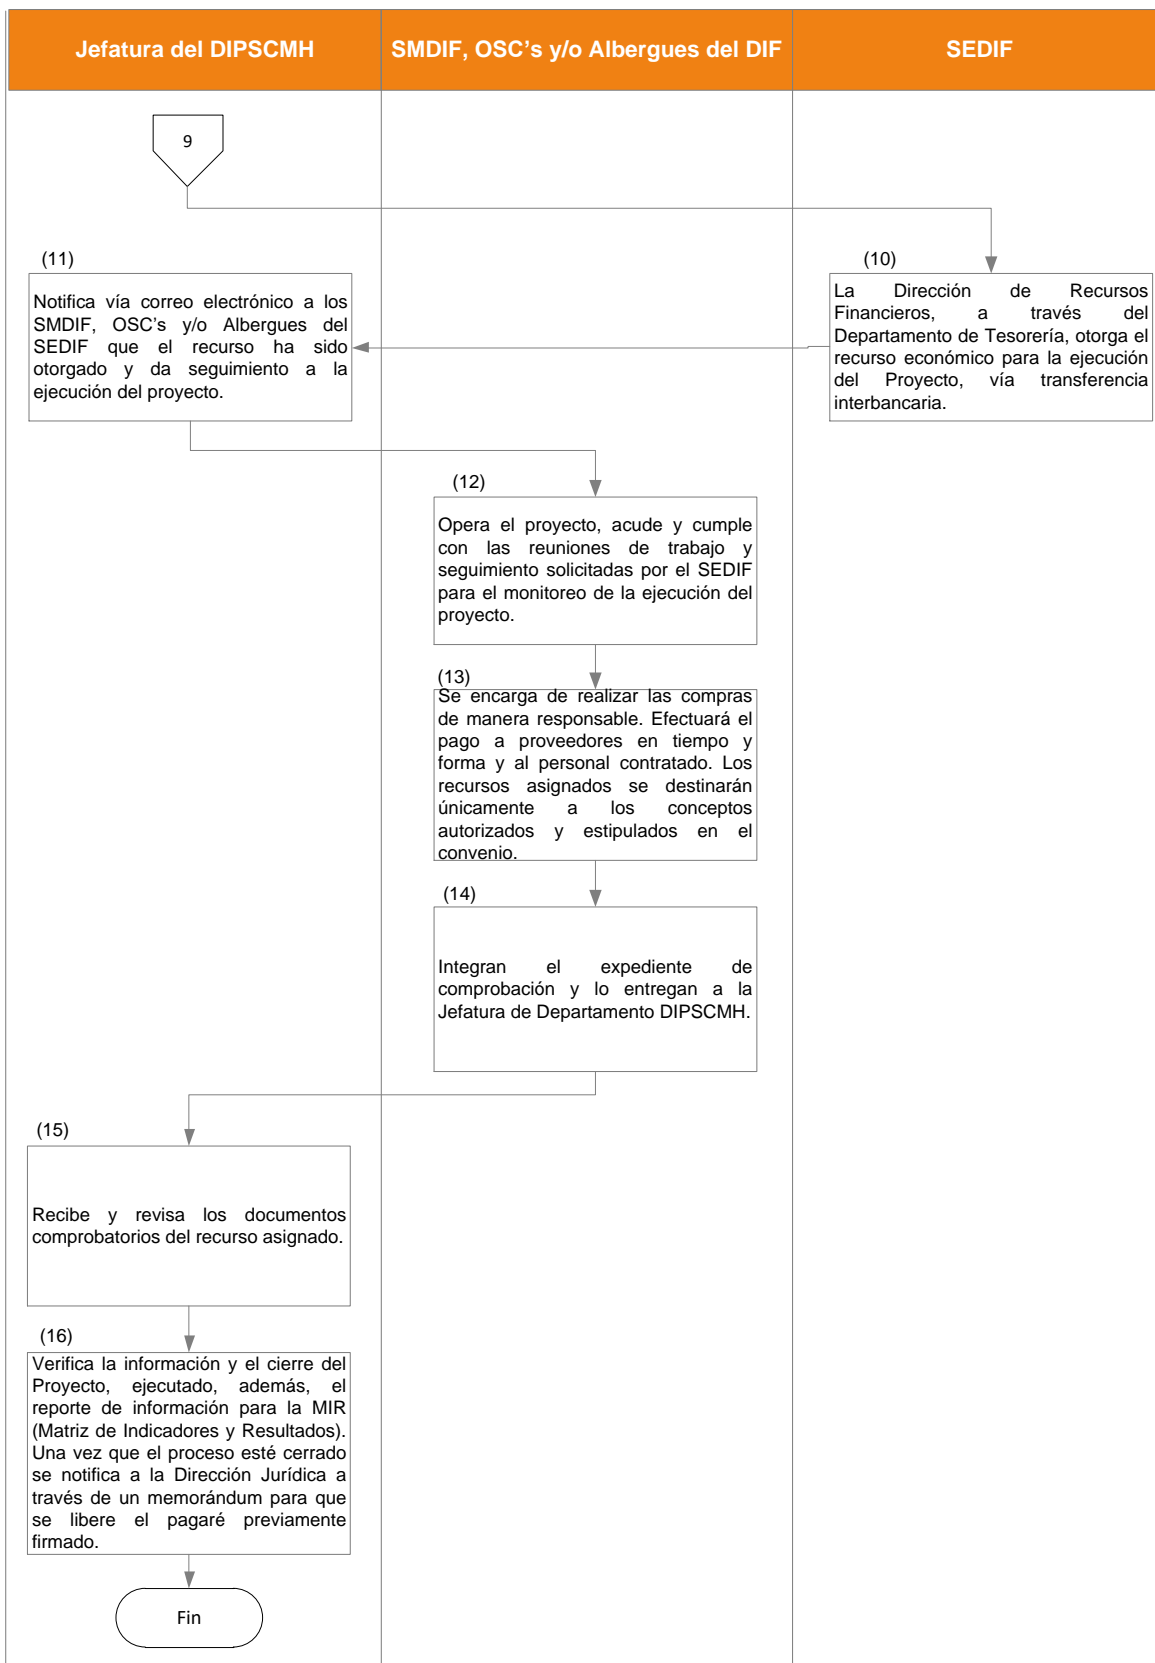 Jefatura del DIPSCMH
SMDIF, OSC's y/o Albergues del DIF
SEDIF
9
(10)
La Dirección de Recursos
Financieros, a través del
Departamento de Tesorería, otorga el
recurso económico para la ejecución
del Proyecto, vía transferencia
interbancaria.
(11)
Notifica vía correo electrónico a los
SMDIF, OSC's y/o Albergues del
SEDIF que el recurso ha sido
otorgado y da seguimiento a la
ejecución del proyecto.
(12)
Opera el proyecto, acude y cumple
con las reuniones de trabajo y
seguimiento solicitadas por el SEDIF
para el monitoreo de la ejecución del
proyecto.
(13)
Se encarga de realizar las compras
de manera responsable. Efectuará el
pago a proveedores en tiempo y
forma y al personal contratado. Los
recursos asignados se destinarán
únicamente a los conceptos
autorizados y estipulados en el
convenio.
(14)
Integran el expediente de
comprobación y lo entregan a la
Jefatura de Departamento DIPSCMH.
(15)
Recibe y revisa los documentos
comprobatorios del recurso asignado.
(16)
Verifica la información y el cierre del
Proyecto, ejecutado, además, el
reporte de información para la MIR
(Matriz de Indicadores y Resultados).
Una vez que el proceso esté cerrado
se notifica a la Dirección Jurídica a
través de un memorándum para que
se libere el pagaré previamente
firmado.
Fin